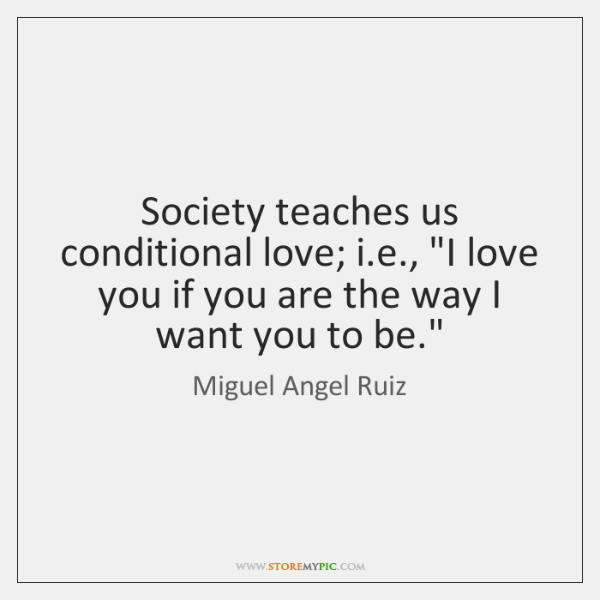 Society teaches us
conditional love; i.e., "I love
you if you are the way I
want you to be."
Miguel Angel Ruiz
WWW.STOREMYPIC.COM